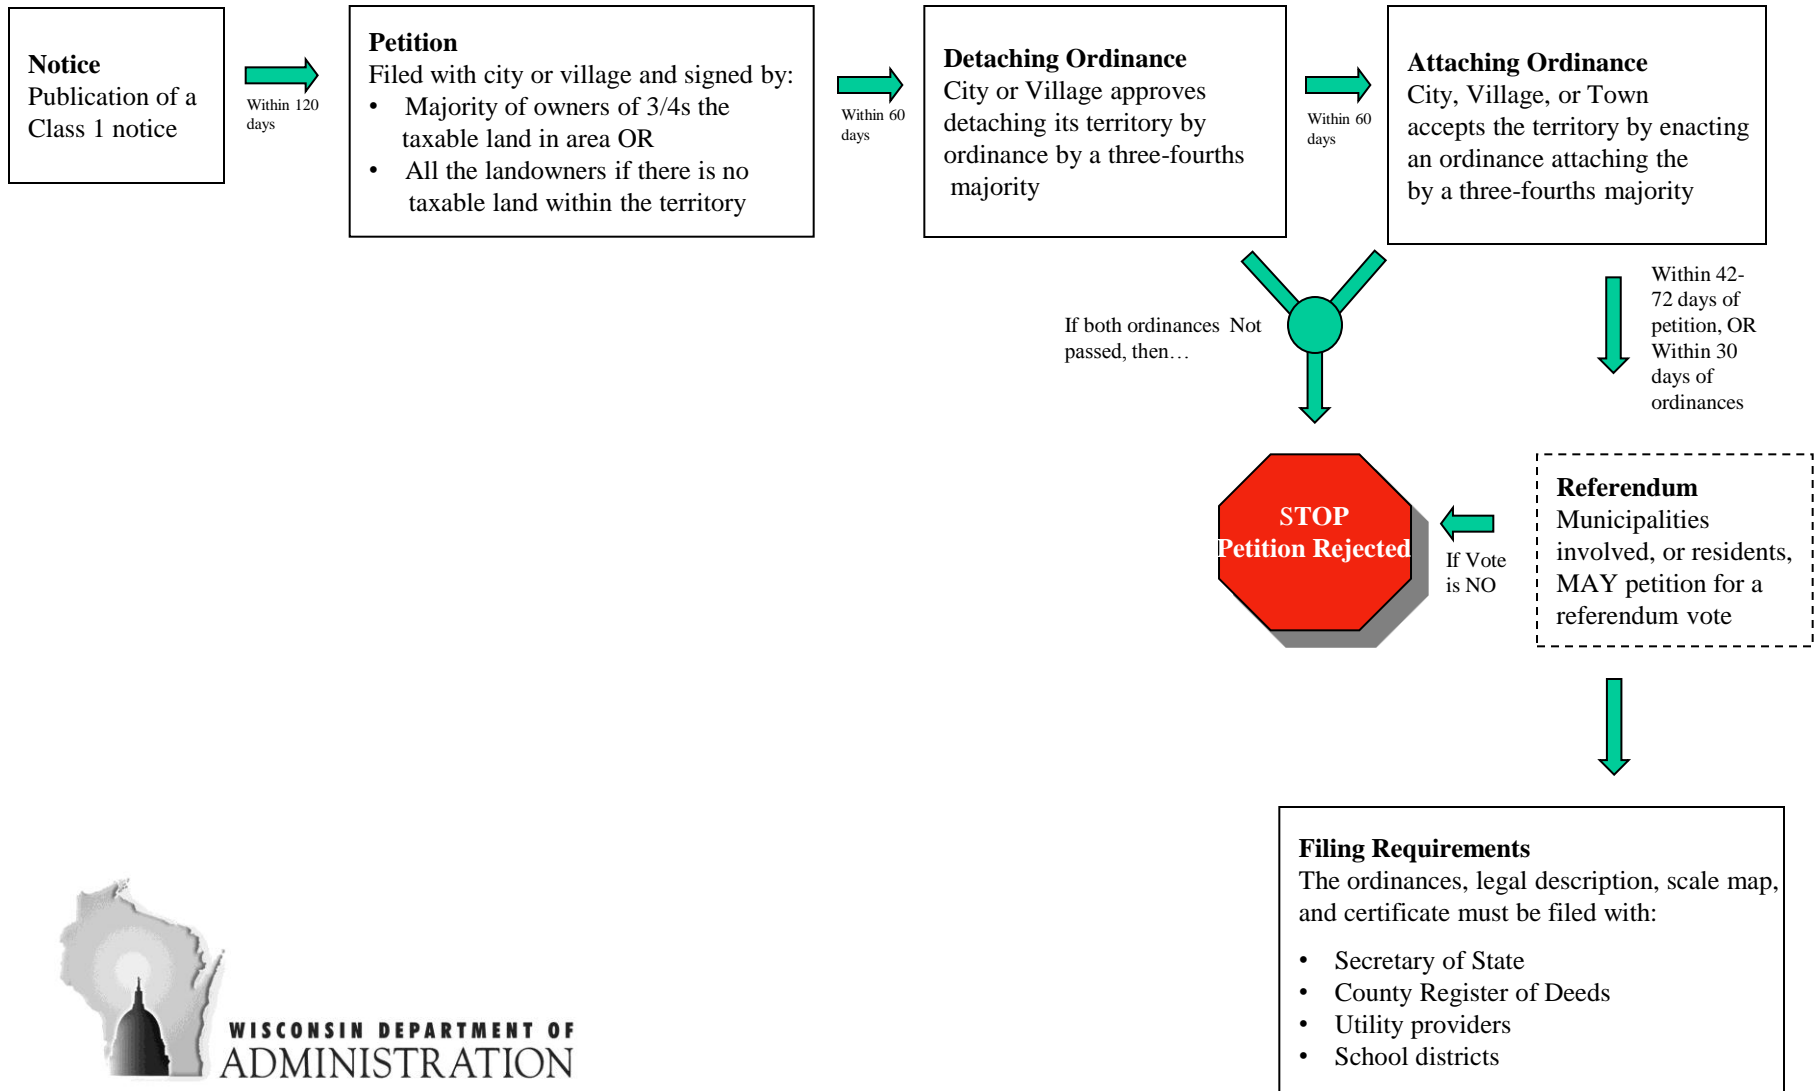 Notice
Publication of a
Class 1 notice
Within 120
days
Petition
Filed with city or village and signed by:
• Majority of owners of 3/4s the
taxable land in area OR
• All the landowners if there is no
taxable land within the territory
Within 60
days
Detaching Ordinance
City or Village approves
detaching its territory by
ordinance by a three-fourths
majority
Within 60
days
Attaching Ordinance
City, Village, or Town
accepts the territory by enacting
an ordinance attaching the
by a three-fourths majority
If both ordinances Not
passed, then…
Within 42-
72 days of
petition, OR
Within 30
days of
ordinances
STOP
Petition Rejected
If Vote
is NO
Referendum
Municipalities
involved, or residents,
MAY petition for a
referendum vote
Filing Requirements
The ordinances, legal description, scale map,
and certificate must be filed with:
• Secretary of State
• County Register of Deeds
• Utility providers
• School districts
WISCONSIN DEPARTMENT OF
ADMINISTRATION